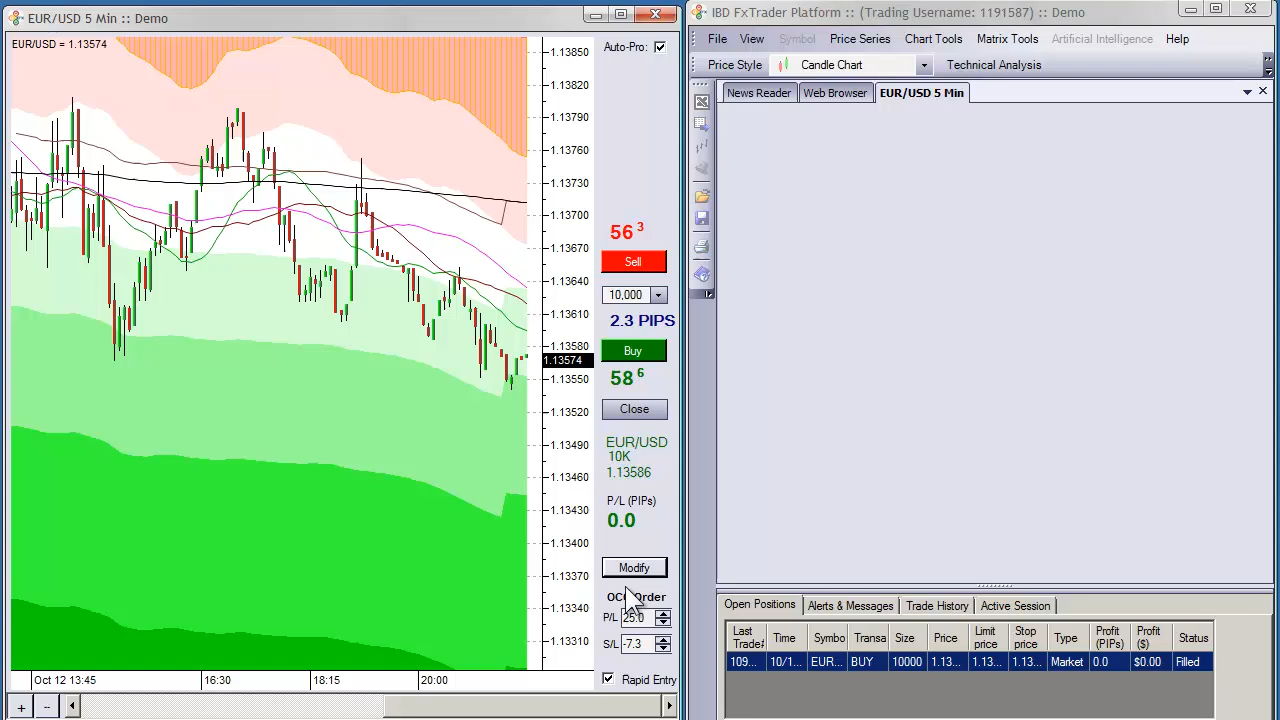 EUR/USD 5 Min :: Demo
EUR/USD = 1.13574
1.13850
1.13790
1.13760
1.13730
1.13700
1.13670
1.13640
1.13610
1.13580
1.13574
1.13550
1.13520
1.13490
1.13460
1.13430
1.13400
1.13370
1.13340
1.13310
Oct 12 13:45
16:30
18:15
20:00
+
--
Auto-Pro:
56 3
Sell
10,000
2.3 PIPS
Buy
58 6
Close
EUR/USD
10K
1.13586
P/L (PIPs)
0.0
Modify
Order
P/L 25.0
S/L -7.3
Rapid Entry
IBD FxTrader Platform :: (Trading Username: 1191587) :: Demo
File View Symbol Price Series Chart Tools Matrix Tools Artificial Intelligence Help
Price Style Candle Chart Technical Analysis
News Reader Web Browser EUR/USD 5 Min
Open Positions Alerts & Messages Trade History Active Session
Last Trade# Time Symbo Transa Size Price Limit price Stop price Type Profit (PIPs) Profit ($) Status
109... 10/1... EUR... BUY 10000 1.13... 1.13... 1.13... Market 0.0 $0.00 Filled